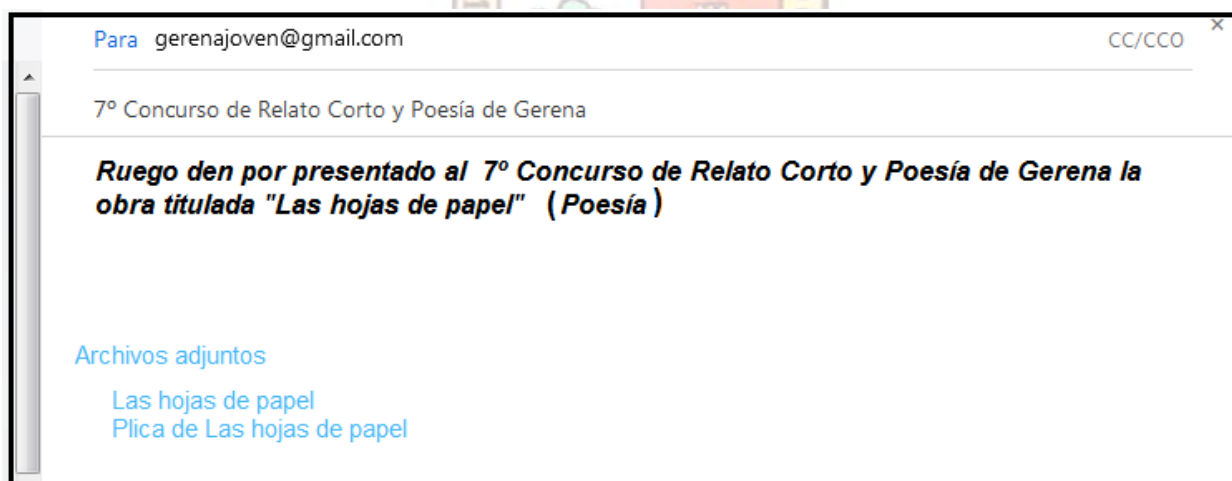 Para gerenajoven@gmail.com CC/CCO
7º Concurso de Relato Corto y Poesía de Gerena
Ruego den por presentado al 7º Concurso de Relato Corto y Poesía de Gerena la
obra titulada "Las hojas de papel" (Poesía)
Archivos adjuntos
Las hojas de papel
Plica de Las hojas de papel